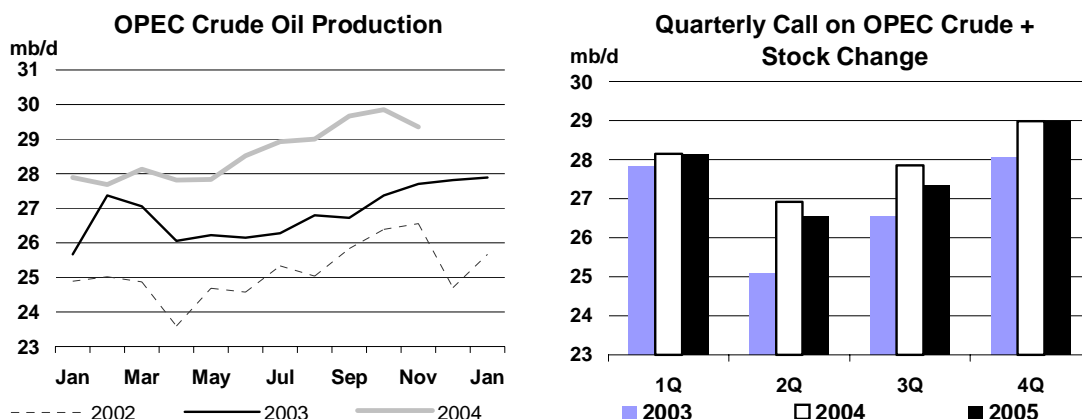 OPEC Crude Oil Production
mb/d
31
30
29
28
27
26
25
24
23
Jan Mar May Jul Sep Nov Jan
2002 2003 2004
Quarterly Call on OPEC Crude +
Stock Change
mb/d
30
29
28
27
26
25
24
23
1Q 2Q 3Q 4Q
2003 2004 2005